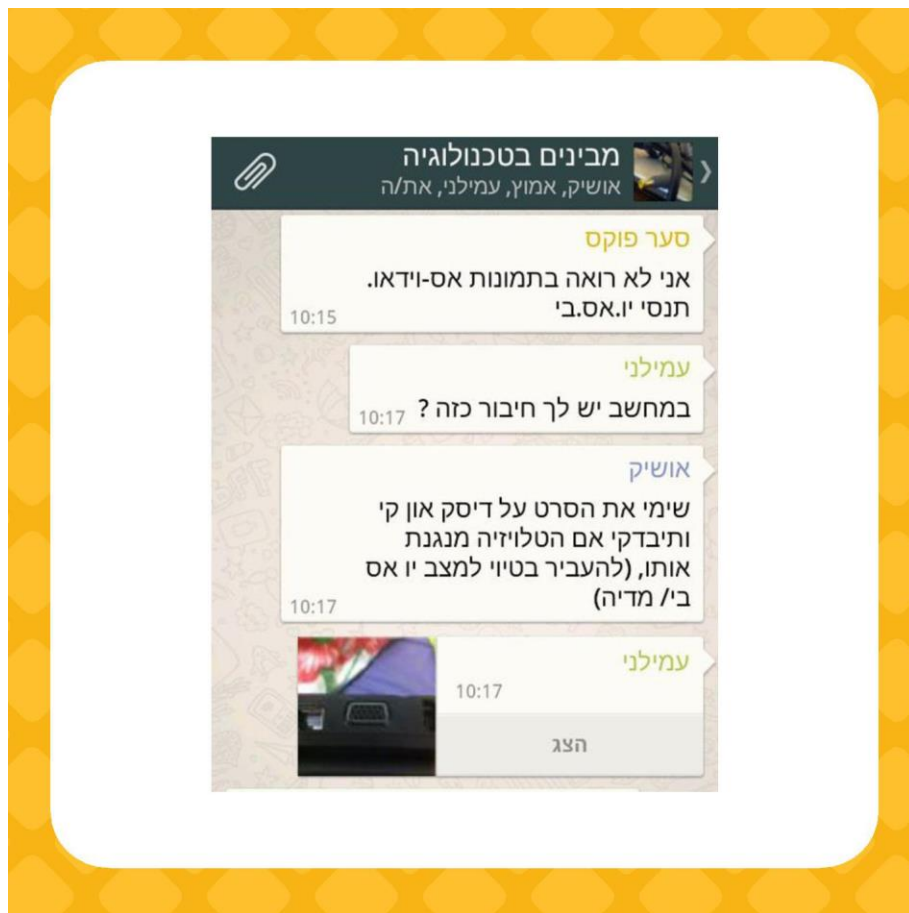 מבינים בטכנולוגיה
אושיק, אמוץ, עמילני, את/ה
סער פוקס
אני לא רואה בתמונות אס-וידאו.
תנסי יו.אס.בי
10:15
עמילני
במחשב יש לך חיבור כזה ?
10:17
אושיק
שימי את הסרט על דיסק און קי
ותיבדקי אם הטלויזיה מנגנת
אותו, (להעביר בטיוי למצב יו אס
בי/ מדיה)
10:17
עמילני
10:17
הצג